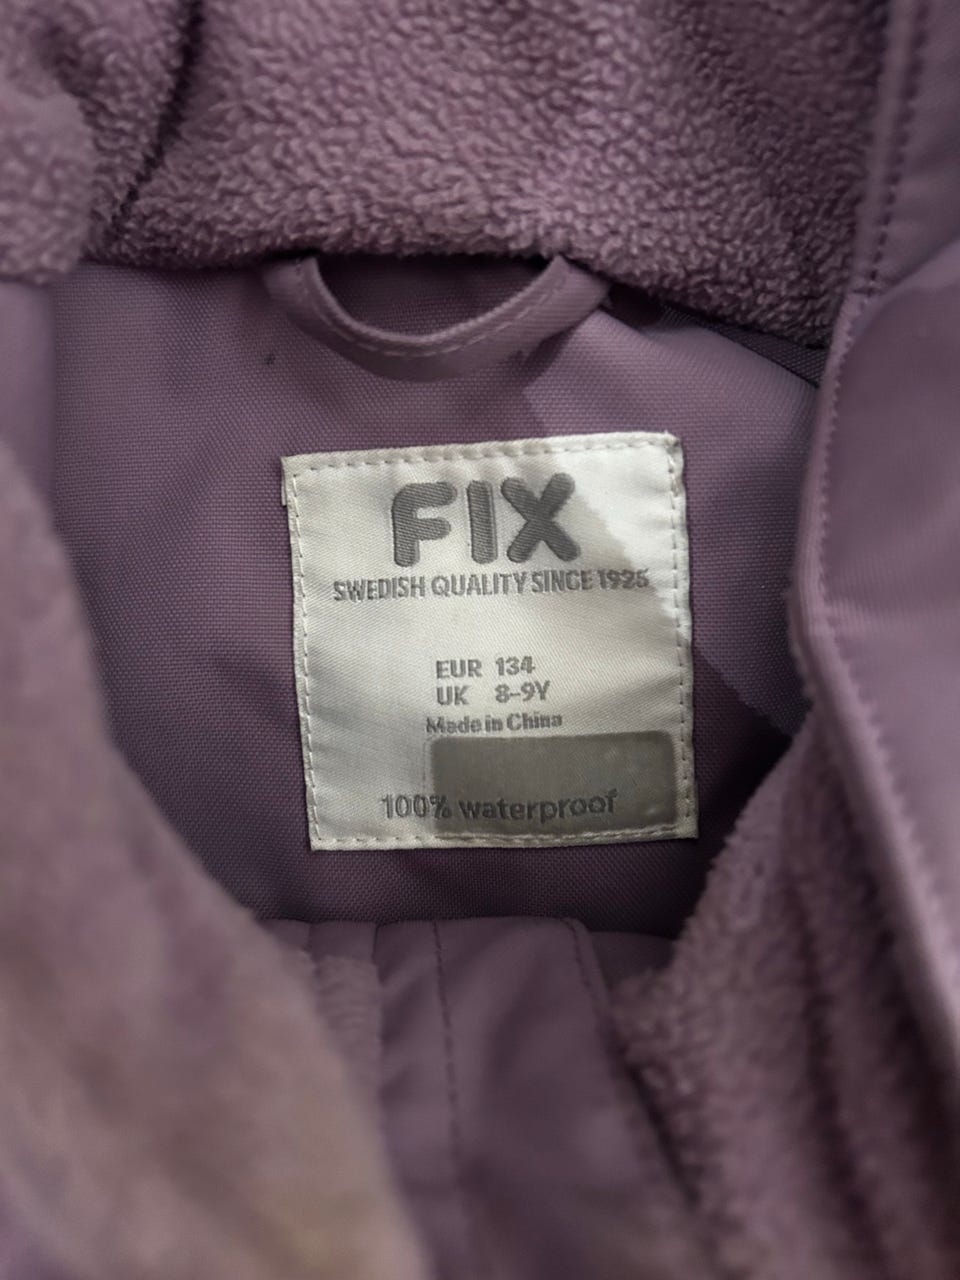 FIX
SWEDISH QUALITY SINCE 1925
EUR 134
UK 8-9Y
Made in China
100% waterproof